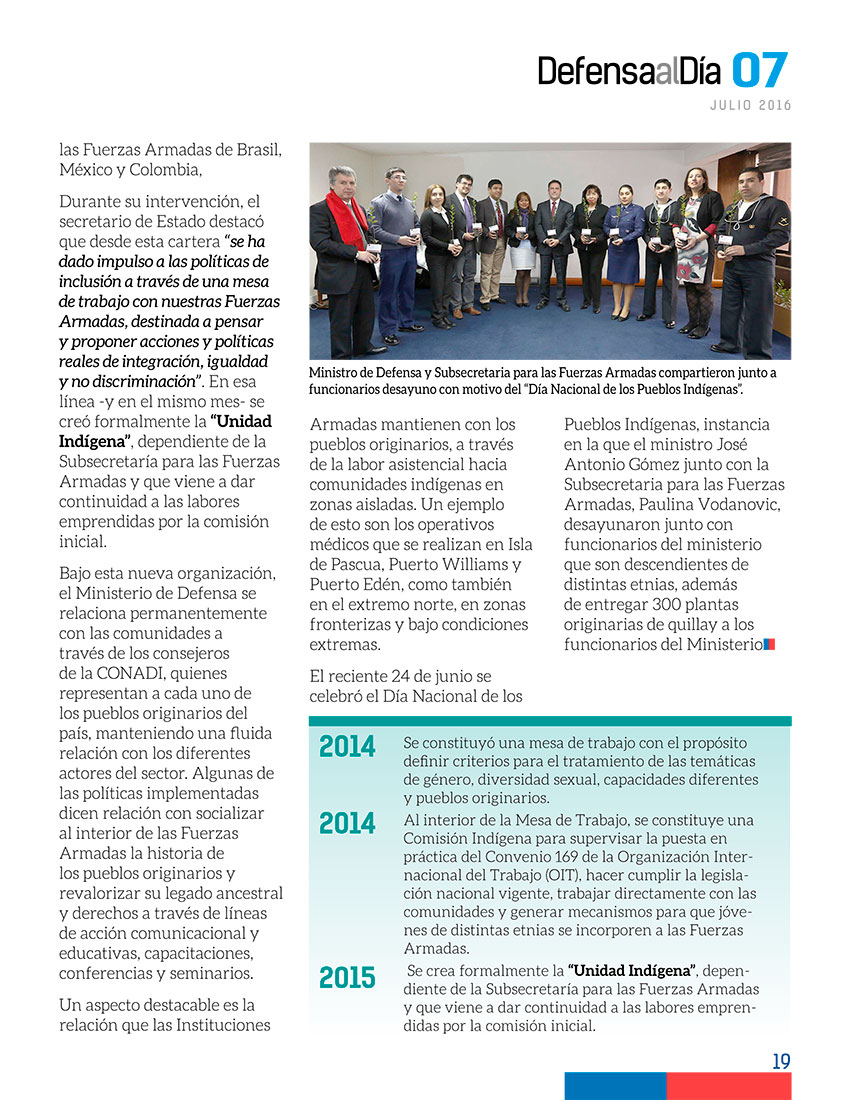 DefensaalDía 07
JULIO 2016
las Fuerzas Armadas de Brasil,
México y Colombia,
Durante su intervención, el
secretario de Estado destacó
que desde esta cartera “se ha
dado impulso a las políticas de
inclusión a través de una mesa
de trabajo con nuestras Fuerzas
Armadas, destinada a pensar
y proponer acciones y políticas
reales de integración, igualdad
y no discriminación”. En esa
línea -y en el mismo mes- se
creó formalmente la “Unidad
Indígena”, dependiente de la
Subsecretaría para las Fuerzas
Armadas y que viene a dar
continuidad a las labores
emprendidas por la comisión
inicial.
Bajo esta nueva organización,
el Ministerio de Defensa se
relaciona permanentemente
con las comunidades a
través de los consejeros
de la CONADI, quienes
representan a cada uno de
los pueblos originarios del
país, manteniendo una fluida
relación con los diferentes
actores del sector. Algunas de
las políticas implementadas
dicen relación con socializar
al interior de las Fuerzas
Armadas la historia de
los pueblos originarios y
revalorizar su legado ancestral
y derechos a través de líneas
de acción comunicacional y
educativas, capacitaciones,
conferencias y seminarios.
Un aspecto destacable es la
relación que las Instituciones
Ministro de Defensa y Subsecretaria para las Fuerzas Armadas compartieron junto a
funcionarios desayuno con motivo del “Día Nacional de los Pueblos Indígenas”.
Armadas mantienen con los
pueblos originarios, a través
de la labor asistencial hacia
comunidades indígenas en
zonas aisladas. Un ejemplo
de esto son los operativos
médicos que se realizan en Isla
de Pascua, Puerto Williams y
Puerto Edén, como también
en el extremo norte, en zonas
fronterizas y bajo condiciones
extremas.
El reciente 24 de junio se
celebró el Día Nacional de los
Pueblos Indígenas, instancia
en la que el ministro José
Antonio Gómez junto con la
Subsecretaria para las Fuerzas
Armadas, Paulina Vodanovic,
desayunaron junto con
funcionarios del ministerio
que son descendientes de
distintas etnias, además
de entregar 300 plantas
originarias de quillay a los
funcionarios del Ministerio
2014 Se constituyó una mesa de trabajo con el propósito
definir criterios para el tratamiento de las temáticas
de género, diversidad sexual, capacidades diferentes
y pueblos originarios.
2014 Al interior de la Mesa de Trabajo, se constituye una
Comisión Indígena para supervisar la puesta en
práctica del Convenio 169 de la Organización Inter-
nacional del Trabajo (OIT), hacer cumplir la legisla-
ción nacional vigente, trabajar directamente con las
comunidades y generar mecanismos para que jóve-
nes de distintas etnias se incorporen a las Fuerzas
Armadas.
2015 Se crea formalmente la “Unidad Indígena”, depen-
diente de la Subsecretaría para las Fuerzas Armadas
y que viene a dar continuidad a las labores empren-
didas por la comisión inicial.
19